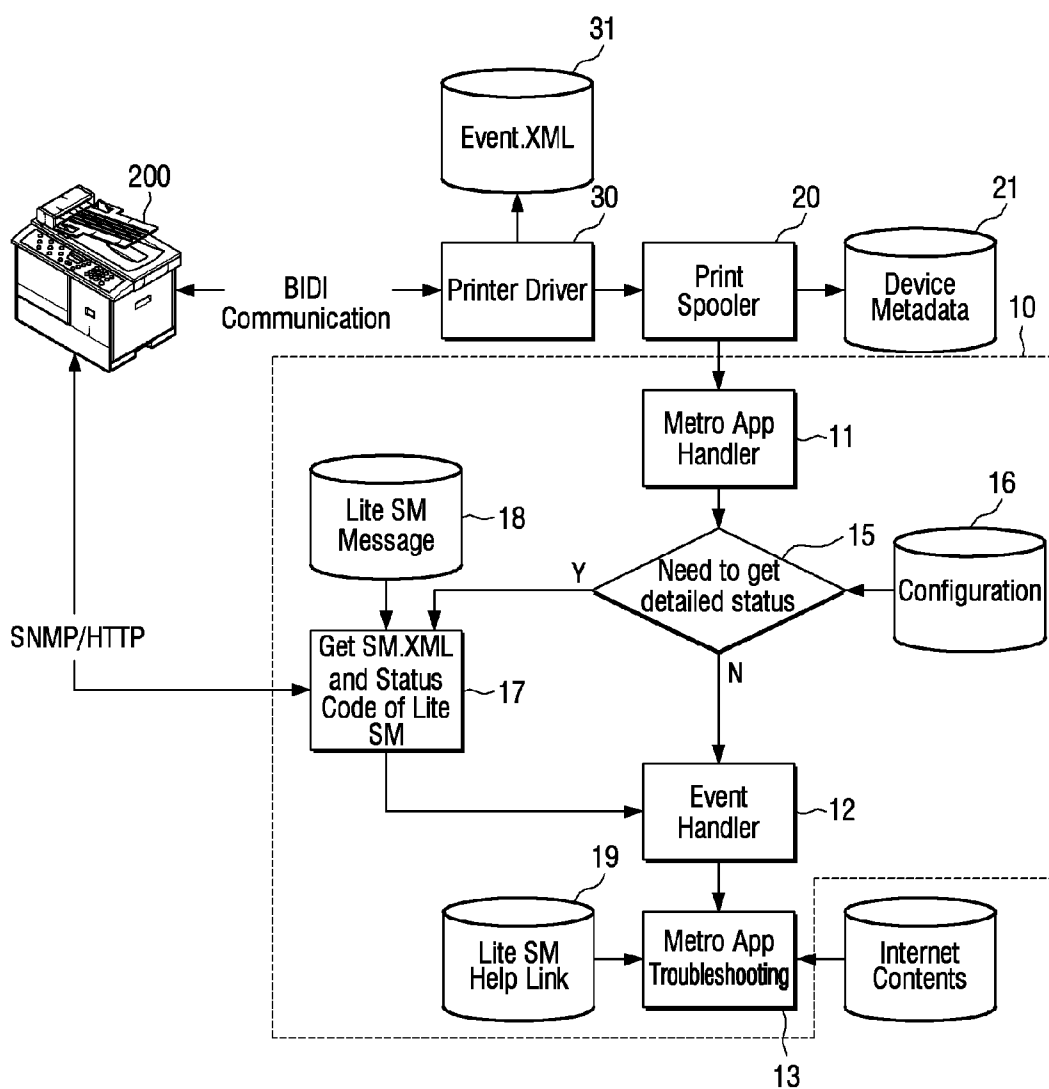 31
Event.XML
200
30
20
21
BIDI
Communication
Printer Driver
Print
Spooler
Device
Metadata
10
Metro App
Handler
11
Lite SM
Message
18
15
16
Y
Need to get
detailed status
Configuration
SNMP/HTTP
Get SM.XML
and Status
Code of Lite
SM
17
N
Event
Handler
12
19
Lite SM
Help Link
Metro App
Troubleshooting
Internet
Contents
13